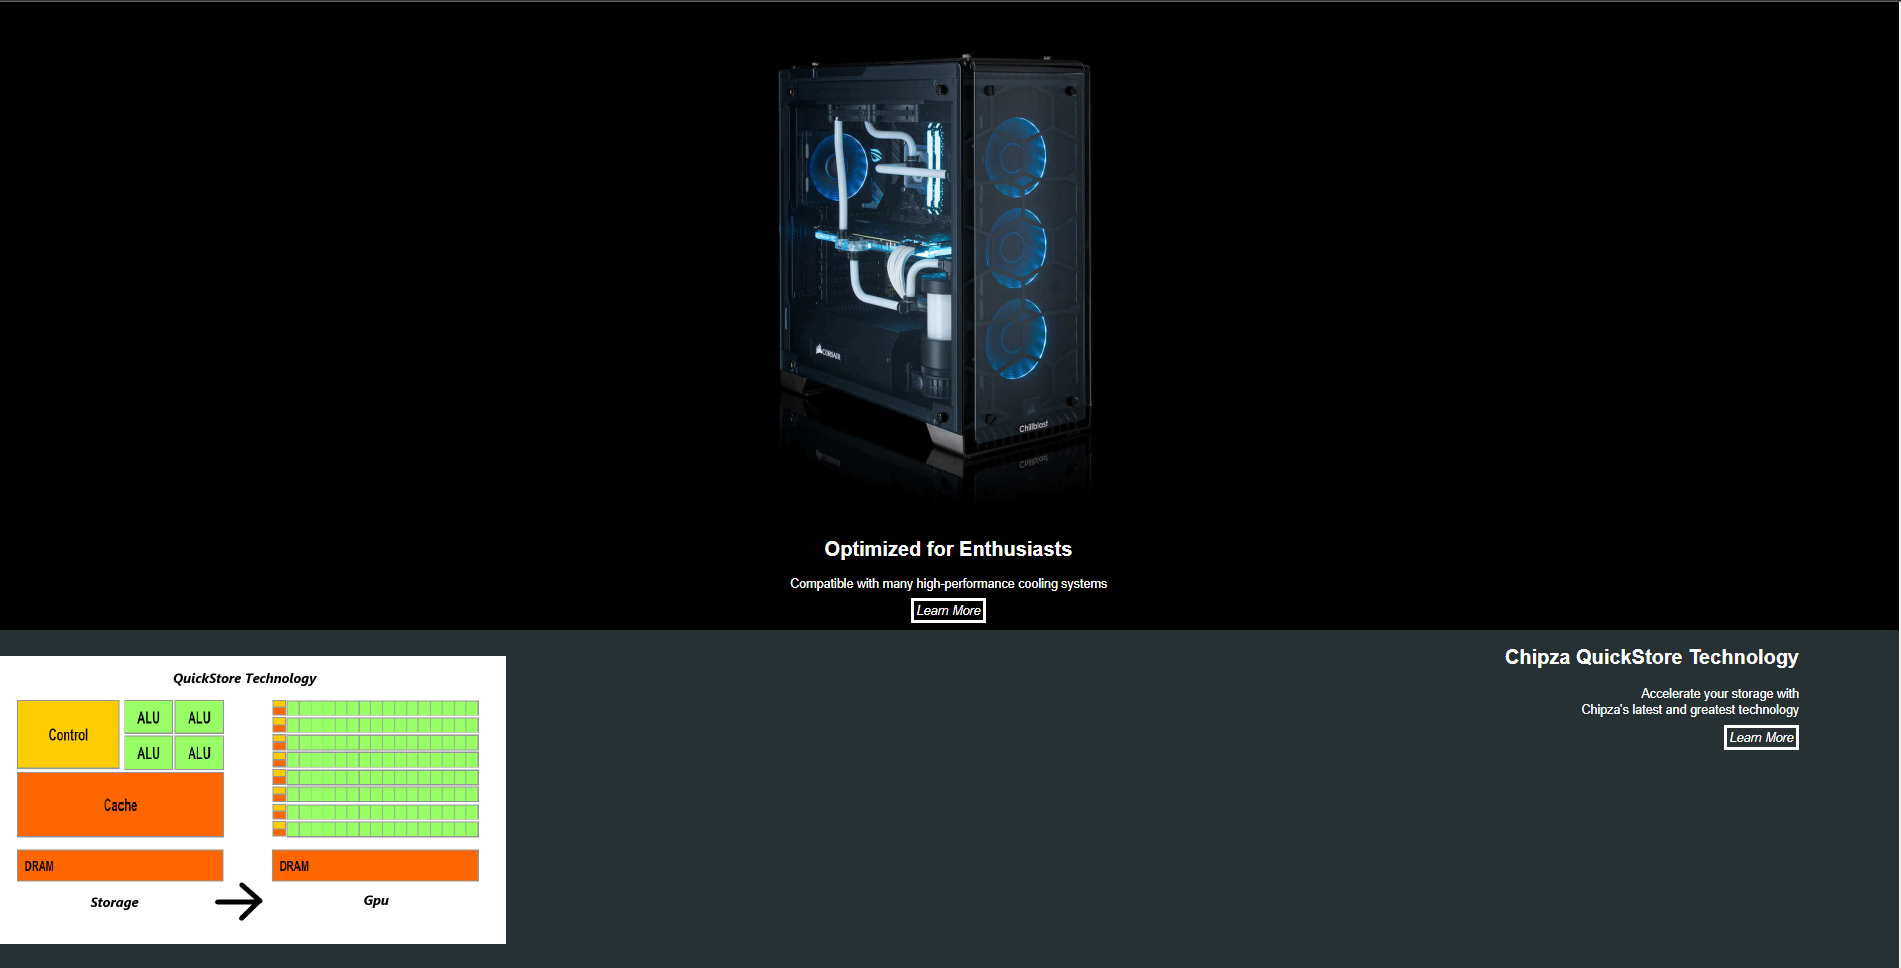 CORSAIR
Chillblast
Optimized for Enthusiasts
Compatible with many high-performance cooling systems
Learn More
QuickStore Technology
Control
ALU
ALU
ALU
ALU
Cache
DRAM
DRAM
Storage
Gpu
Chipza QuickStore Technology
Accelerate your storage with
Chipza's latest and greatest technology
Learn More